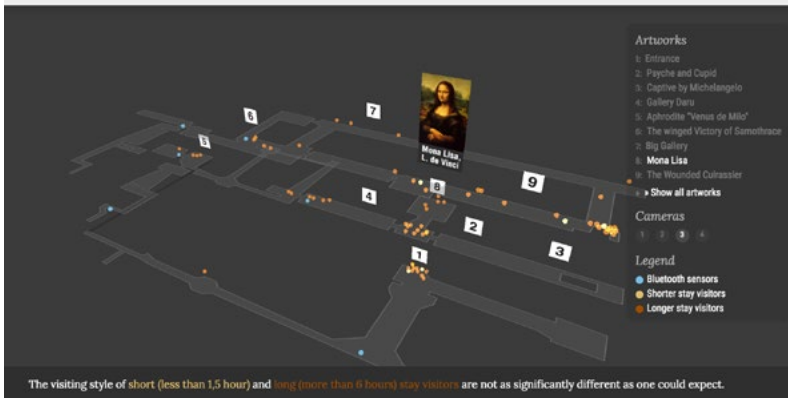 Artworks
1: Entrance
2: Psyche and Cupid
3: Captive by Michelangelo
4: Gallery Daru
5: Aphrodite "Venus de Milo"
6: The winged Victory of Samothrace
7: Big Gallery
8: Mona Lisa
9: The Wounded Cuirassier
Show all artworks
Cameras
1 2 3 4
Legend
Bluetooth sensors
Shorter stay visitors
Longer stay visitors
7
6
5
Mona Lisa,
L. de Vinci
8
9
4
2
3
1
The visiting style of short (less than 1,5 hour) and long (more than 6 hours) stay visitors are not as significantly different as one could expect.